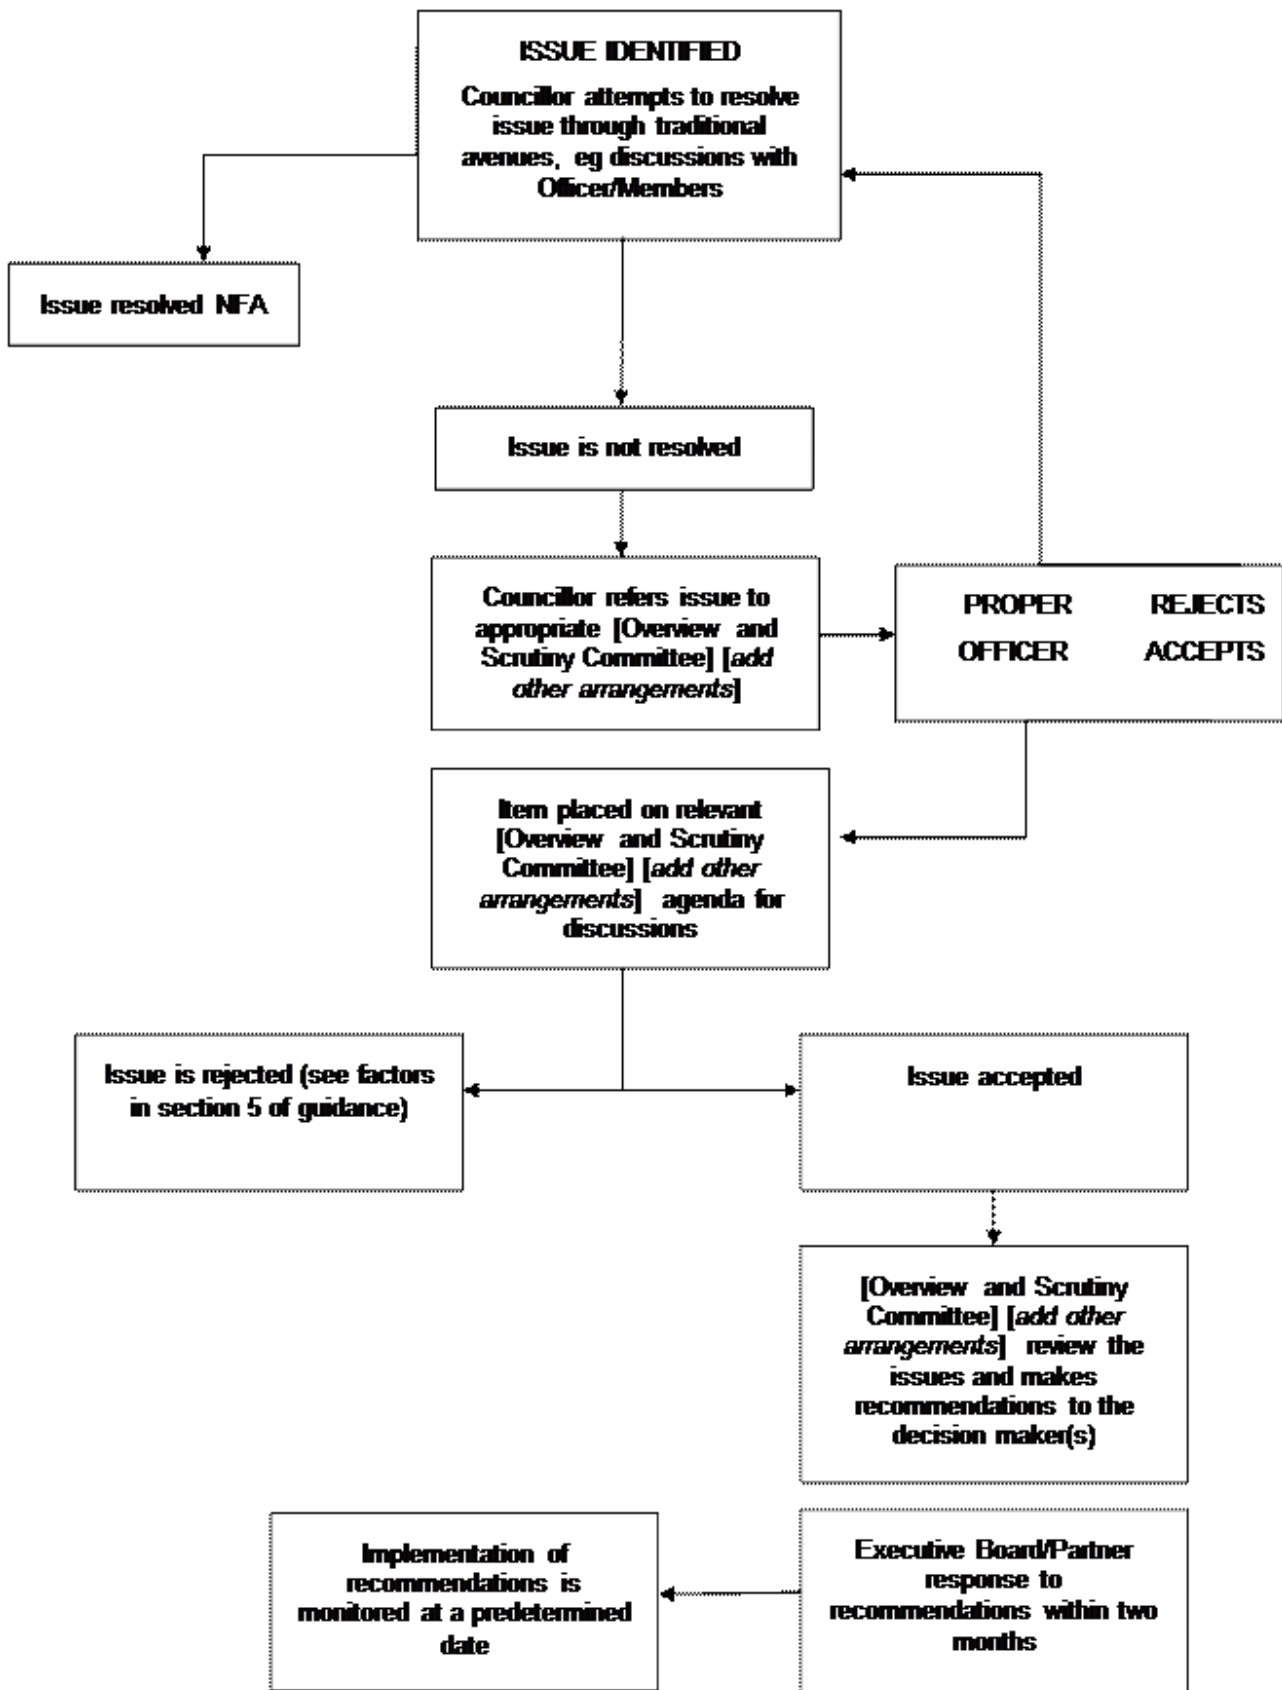 ISSUE IDENTIFIED
Councillor attempts to resolve
issue through traditional
avenues, eg discussions with
Officer/Members
Issue resolved NFA
Issue is not resolved
Councillor refers issue to
appropriate [Overview and
Scrutiny Committee] [add
other arrangements]
PROPER REJECTS
OFFICER ACCEPTS
Item placed on relevant
[Overview and Scrutiny
Committee] [add other
arrangements] agenda for
discussions
Issue is rejected (see factors
in section 5 of guidance)
Issue accepted
[Overview and Scrutiny
Committee] [add other
arrangements] review the
issues and makes
recommendations to the
decision maker(s)
Implementation of
recommendations is
monitored at a predetermined
date
Executive Board/Partner
response to
recommendations within two
months